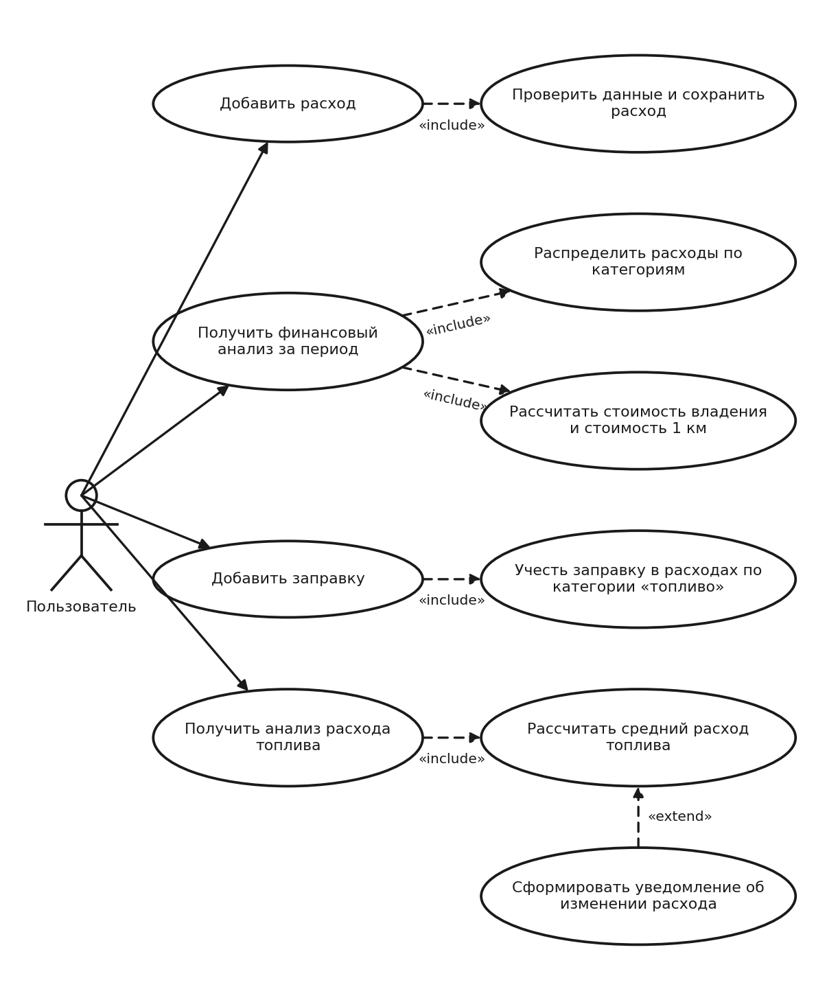 Добавить расход
«include»
Проверить данные и сохранить
расход
Распределить расходы по
категориям
Получить финансовый
анализ за период
«include»
«include»
Рассчитать стоимость владения
и стоимость 1 км
Пользователь
Добавить заправку
«include»
Учесть заправку в расходах по
категории «топливо»
Получить анализ расхода
топлива
«include»
Рассчитать средний расход
топлива
«extend»
Сформировать уведомление об
изменении расхода